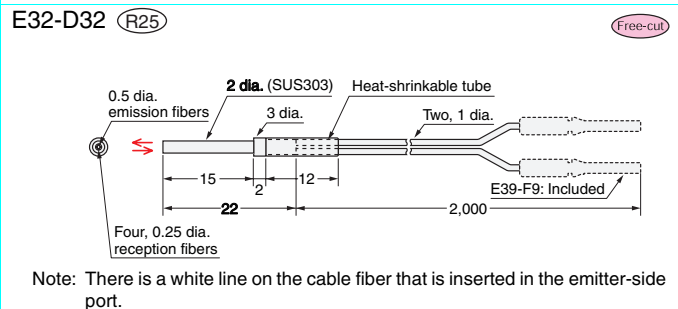 E32-D32 R25
Free-cut
2 dia. (SUS303)
Heat-shrinkable tube
0.5 dia.
emission fibers
3 dia.
Two, 1 dia.
15
2
12
E39-F9: Included
22
2,000
Four, 0.25 dia.
reception fibers
Note: There is a white line on the cable fiber that is inserted in the emitter-side
port.